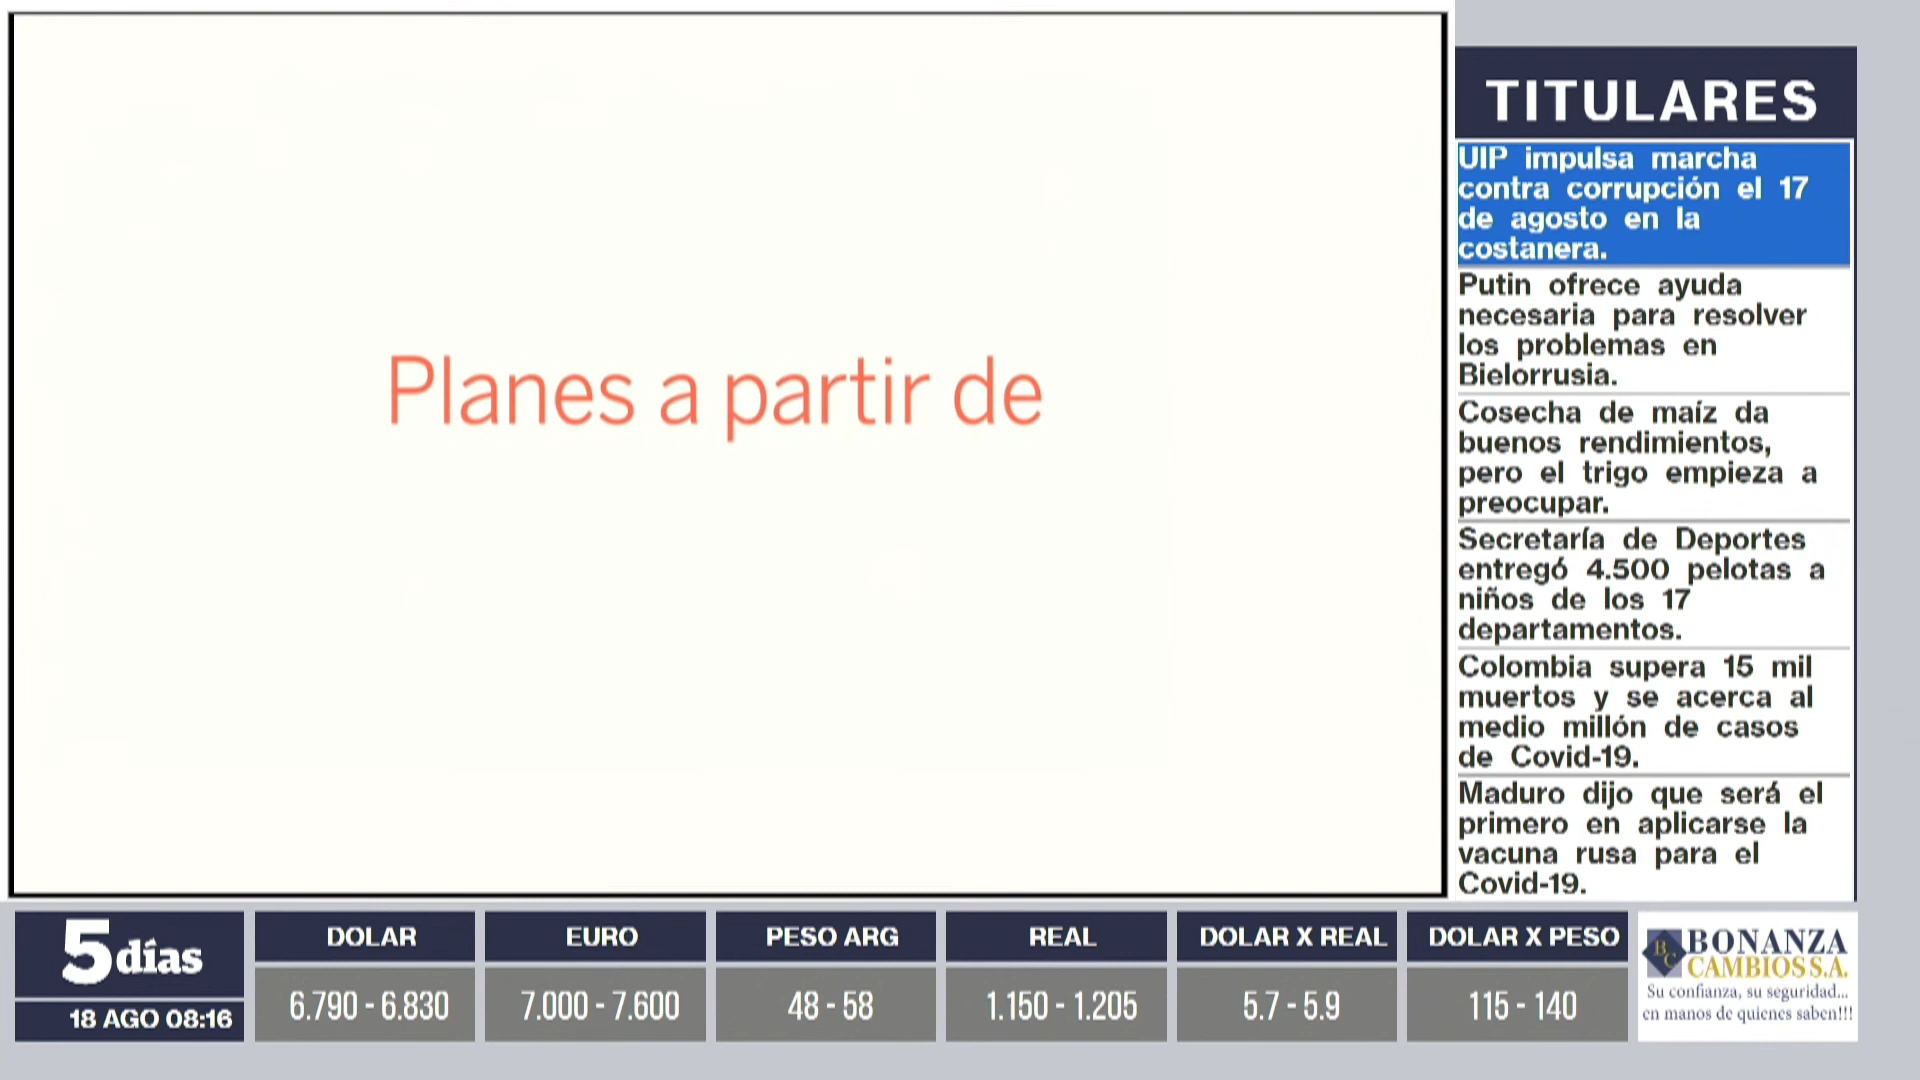 Planes a partir de
TITULARES
UIP impulsa marcha
contra corrupción el 17
de agosto en la
costanera.
Putin ofrece ayuda
necesaria para resolver
los problemas en
Bielorrusia.
Cosecha de maíz da
buenos rendimientos,
pero el trigo empieza a
preocupar.
Secretaría de Deportes
entregó 4.500 pelotas a
niños de los 17
departamentos.
Colombia supera 15 mil
muertos y se acerca al
medio millón de casos
de Covid-19.
Maduro dijo que será el
primero en aplicarse la
vacuna rusa para el
Covid-19.
5días
18 AGO 08:16
DOLAR
6.790 - 6.830
EURO
7.000 - 7.600
PESO ARG
48 - 58
REAL
1.150 - 1.205
DOLAR X REAL
5.7 - 5.9
DOLAR X PESO
115 - 140
BC
BONANZA
CAMBIOS S.A.
Su confianza, su seguridad...
en manos de quienes saben!!!